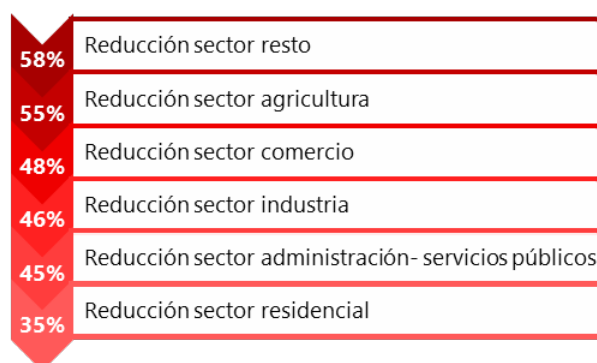 58% Reducción sector resto
55% Reducción sector agricultura
48% Reducción sector comercio
46% Reducción sector industria
45% Reducción sector administración- servicios públicos
35% Reducción sector residencial